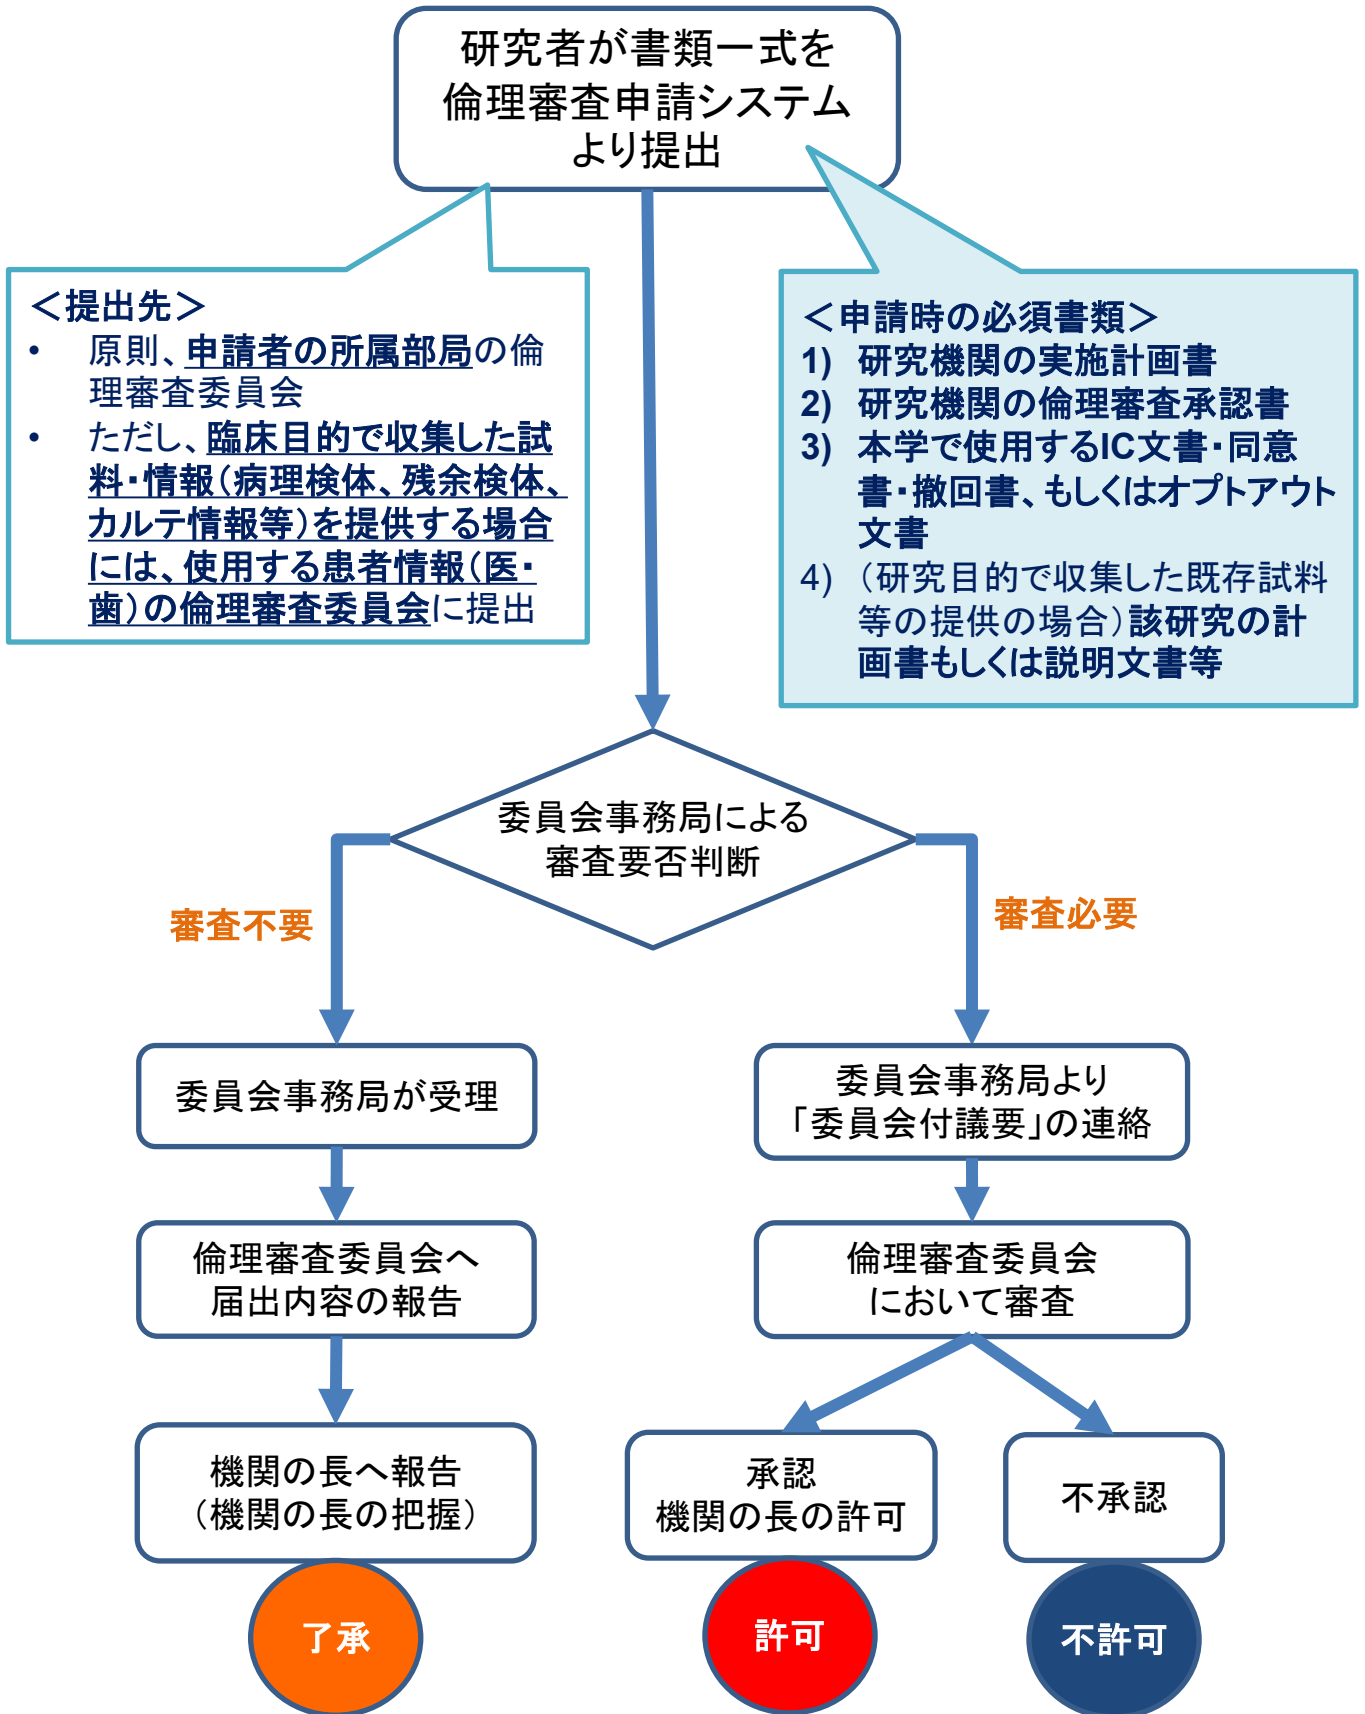 研究者が書類一式を
倫理審査申請システム
より提出
＜提出先＞
• 原則、申請者の所属部局の倫
理審査委員会
• ただし、臨床目的で収集した試
料・情報（病理検体、残余検体、
カルテ情報等）を提供する場合
には、使用する患者情報（医・
歯）の倫理審査委員会に提出
＜申請時の必須書類＞
1) 研究機関の実施計画書
2) 研究機関の倫理審査承認書
3) 本学で使用するIC文書・同意
書・撤回書、もしくはオプトアウト
文書
4) （研究目的で収集した既存試料
等の提供の場合）該研究の計
画書もしくは説明文書等
委員会事務局による
審査要否判断
審査不要
審査必要
委員会事務局が受理
委員会事務局より
「委員会付議要」の連絡
倫理審査委員会へ
届出内容の報告
倫理審査委員会
において審査
機関の長へ報告
（機関の長の把握）
承認
機関の長の許可
不承認
了承
許可
不許可